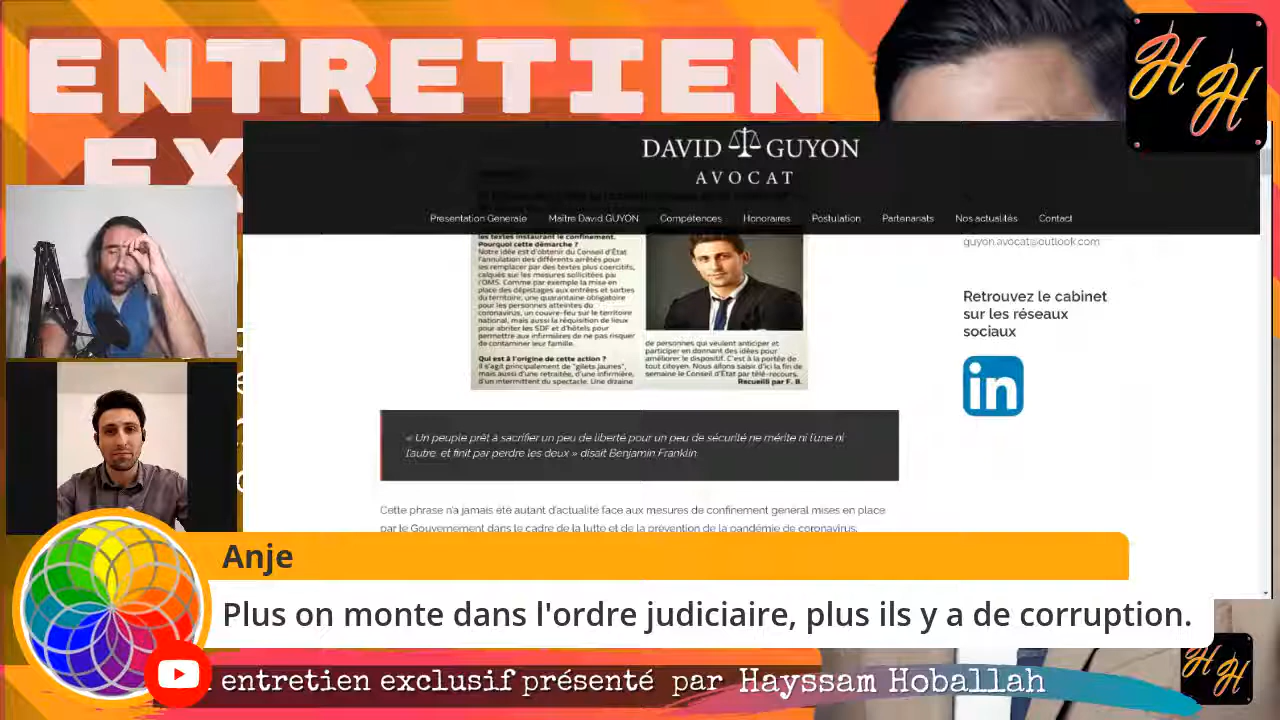 ENTRETIEN
EX
H H
DAVID GUYON
AVOCAT
Présentation Générale Maître David GUYON Compétences Honoraires Postulation Partenariats Nos actualités Contact
les textes instaurant le confinement.
Pourquoi cette démarche ?
Notre idée est d'obtenir du Conseil d'État
l'annulation des différents arrêtés pour
les remplacer par des textes plus coercitifs,
calqués sur les mesures sollicitées par
l'OMS. Comme par exemple la mise en
place des dépistages aux entrées et sorties
du territoire, une quarantaine obligatoire
pour les personnes atteintes du
coronavirus, un couvre-feu sur le territoire
national, mais aussi la réquisition de lieux
pour abriter les SDF et d'hôtels pour
permettre aux infirmières de ne pas risquer
de contaminer leur famille.
Qui est à l'origine de cette action ?
Il s'agit principalement de "gilets jaunes",
mais aussi d'une retraitée, d'une infirmière,
d'un intermittent du spectacle. Une dizaine
de personnes qui veulent anticiper et
participer en donnant des idées pour
améliorer le dispositif. C'est à la portée de
tout citoyen. Nous allons saisir d'ici la fin de
semaine le Conseil d'État par télé-recours.
Recueilli par F. B.
guyon.avocat@outlook.com
Retrouvez le cabinet
sur les réseaux
sociaux
in
« Un peuple prêt à sacrifier un peu de liberté pour un peu de sécurité ne mérite ni l'une ni
l'autre, et finit par perdre les deux » disait Benjamin Franklin.
Cette phrase n'a jamais été autant d'actualité face aux mesures de confinement général mises en place
par le Gouvernement dans le cadre de la lutte et de la prévention de la pandémie de coronavirus.
Anje
Plus on monte dans l'ordre judiciaire, plus ils y a de corruption.
entretien exclusif présenté par Hayssam Hoballah
H H